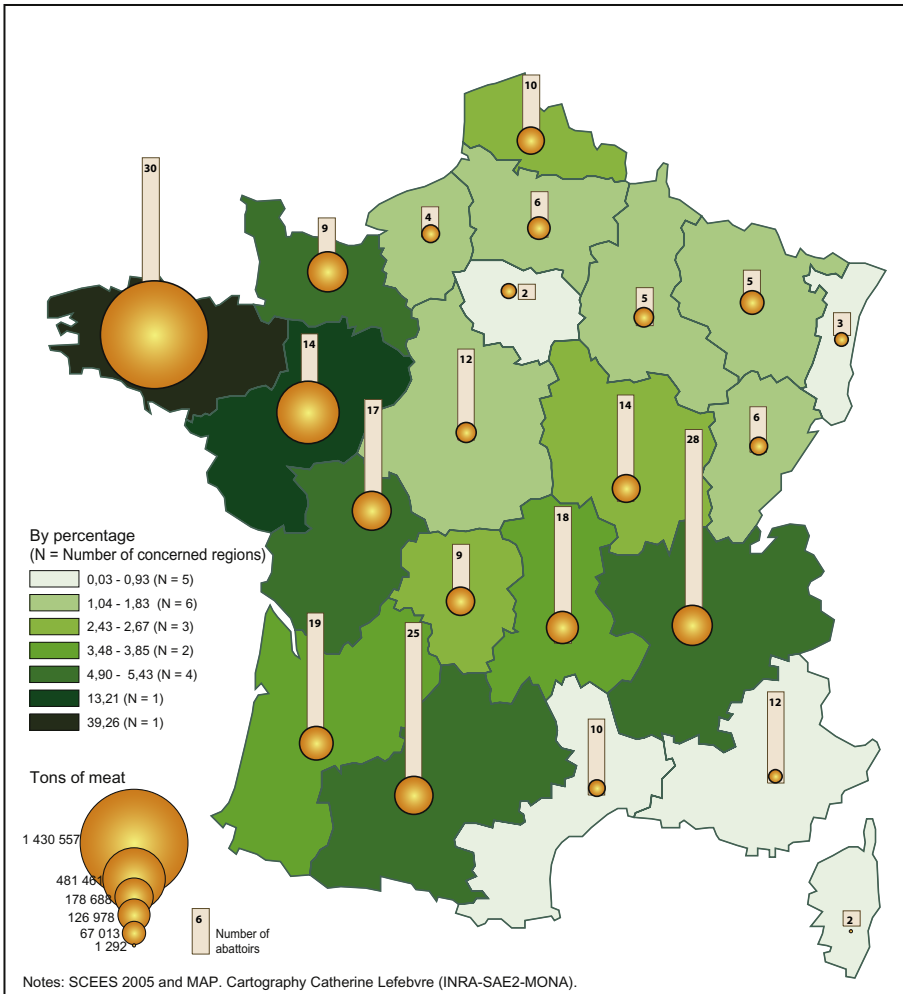 10
30
6
4
9
2
5
5
3
14
12
17
14
6
28
18
9
19
25
12
10
2
By percentage
(N = Number of concerned regions)
0,03 - 0,93 (N = 5)
1,04 - 1,83 (N = 6)
2,43 - 2,67 (N = 3)
3,48 - 3,85 (N = 2)
4,90 - 5,43 (N = 4)
13,21 (N = 1)
39,26 (N = 1)
Tons of meat
1 430 557
481 461
178 688
126 978
67 013
1 292
6
Number of
abattoirs
Notes: SCEES 2005 and MAP. Cartography Catherine Lefebvre (INRA-SAE2-MONA).